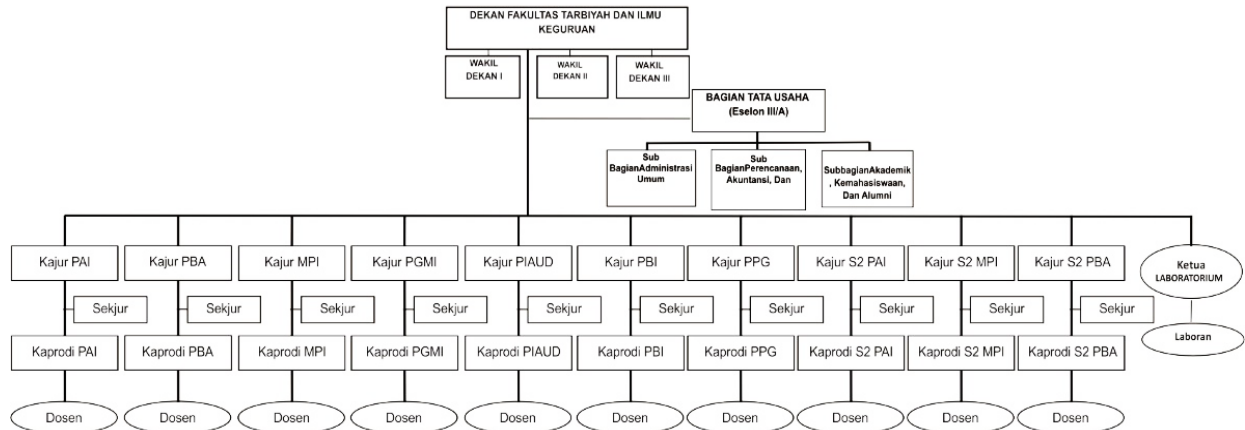 DEKAN FAKULTAS TARBIYAH DAN ILMU
KEGURUAN
WAKIL
DEKAN I
WAKIL
DEKAN II
WAKIL
DEKAN III
BAGIAN TATA USAHA
(Eselon III/A)
Sub
BagianAdministrasi
Umum
Sub
BagianPerencanaan,
Akuntansi, Dan
SubbagianAkademik
, Kemahasiswaan,
Dan Alumni
Kajur PAI
Kajur PBA
Kajur MPI
Kajur PGMI
Kajur PIAUD
Kajur PBI
Kajur PPG
Kajur S2 PAI
Kajur S2 MPI
Kajur S2 PBA
Ketua
LABORATORIUM
Sekjur
Sekjur
Sekjur
Sekjur
Sekjur
Sekjur
Sekjur
Sekjur
Sekjur
Sekjur
Laboran
Kaprodi PAI
Kaprodi PBA
Kaprodi MPI
Kaprodi PGMI
Kaprodi PIAUD
Kaprodi PBI
Kaprodi PPG
Kaprodi S2 PAI
Kaprodi S2 MPI
Kaprodi S2 PBA
Dosen
Dosen
Dosen
Dosen
Dosen
Dosen
Dosen
Dosen
Dosen
Dosen